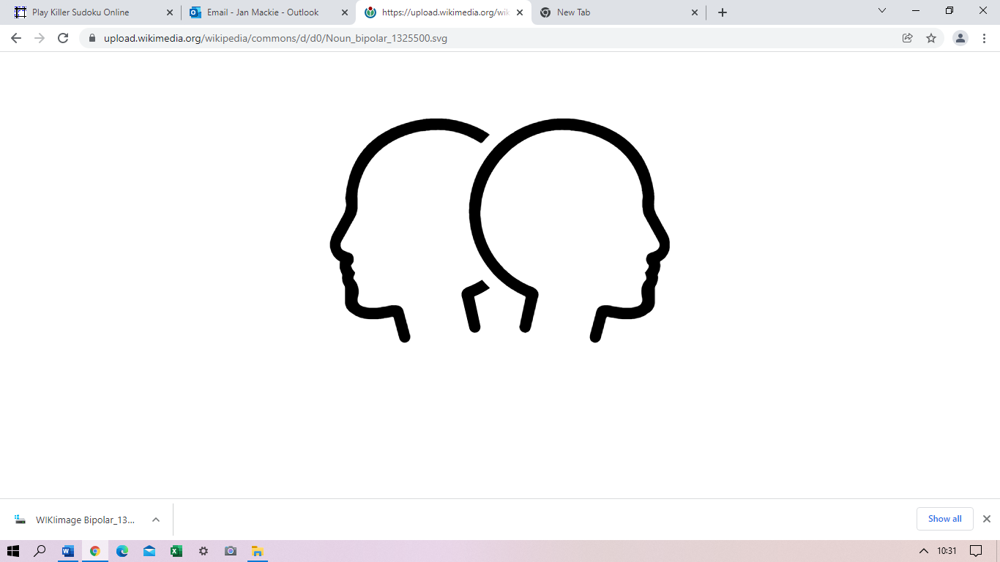 Play Killer Sudoku Online
Email - Jan Mackie - Outlook
https://upload.wikimedia.org/wik
New Tab
upload.wikimedia.org/wikipedia/commons/d/d0/Noun_bipolar_1325500.svg
WIKIimage Bipolar_13...
Show all
10:31